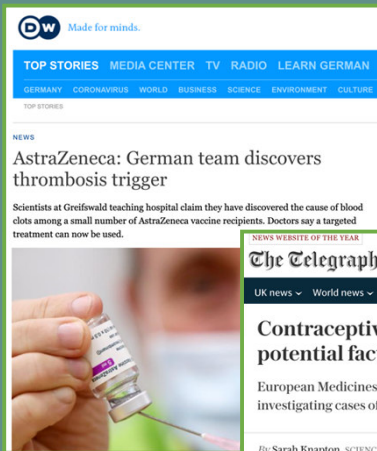 DW Made for minds.
TOP STORIES MEDIA CENTER TV RADIO LEARN GERMAN
GERMANY CORONAVIRUS WORLD BUSINESS SCIENCE ENVIRONMENT CULTURE
TOP STORIES
NEWS
AstraZeneca: German team discovers
thrombosis trigger
Scientists at Greifswald teaching hospital claim they have discovered the cause of blood
clots among a small number of AstraZeneca vaccine recipients. Doctors say a targeted
treatment can now be used.
NEWS WEBSITE OF THE YEAR
The Telegraph
UK news World news
Contraceptiv
potential fac
European Medicines
investigating cases of
By Sarah Knapton, SCIENC